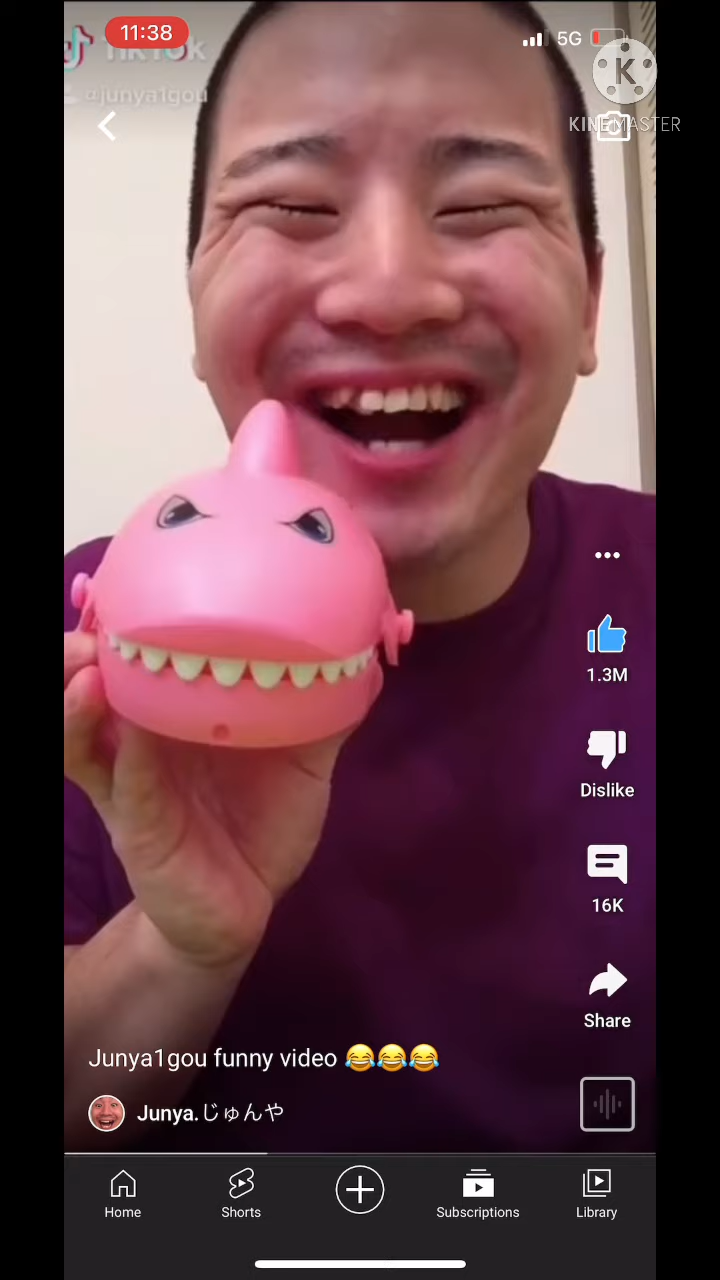 11:38
5G
TikTok
@junya1gou
K
KINEMASTER
1.3M
Dislike
16K
Share
Junya1gou funny video 😂😂😂
Junya.じゅんや
Home
Shorts
Subscriptions
Library